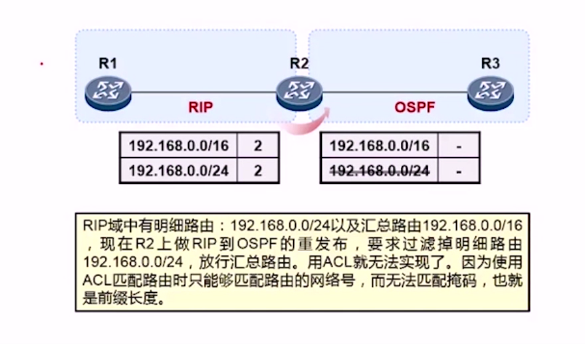 R1
R2
R3
RIP
OSPF
192.168.0.0/16 2
192.168.0.0/24 2
192.168.0.0/16 -
192.168.0.0/24 -
RIP域中有明细路由：192.168.0.0/24以及汇总路由192.168.0.0/16
，现在R2上做RIP到OSPF的重发布，要求过滤掉明细路由
192.168.0.0/24，放行汇总路由。用ACL就无法实现了。因为使用
ACL匹配路由时只能够匹配路由的网络号，而无法匹配掩码，也就
是前缀长度。